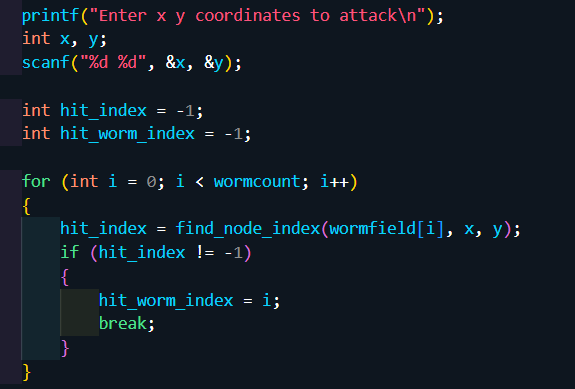 printf("Enter x y coordinates to attack\n");
int x, y;
scanf("%d %d", &x, &y);
int hit_index = -1;
int hit_worm_index = -1;
for (int i = 0; i < wormcount; i++)
{
hit_index = find_node_index(wormfield[i], x, y);
if (hit_index != -1)
{
hit_worm_index = i;
break;
}
}